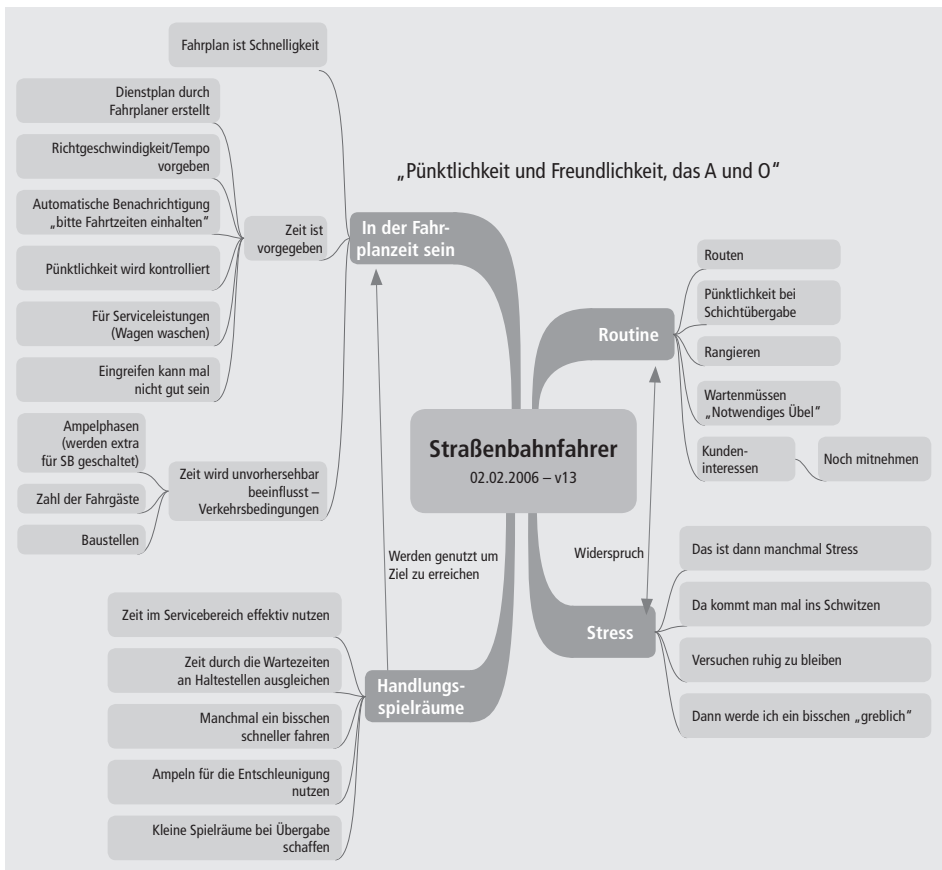 Fahrplan ist Schnelligkeit
Dienstplan durch
Fahrplaner erstellt
Richtgeschwindigkeit/Tempo
vorgeben
Automatische Benachrichtigung
„bitte Fahrtzeiten einhalten"
Pünktlichkeit wird kontrolliert
Für Serviceleistungen
(Wagen waschen)
Eingreifen kann mal
nicht gut sein
Zeit ist
vorgegeben
Ampelphasen
(werden extra
für SB geschaltet)
Zahl der Fahrgäste
Baustellen
Zeit wird unvorhersehbar
beeinflusst –
Verkehrsbedingungen
In der Fahr-
planzeit sein
„Pünktlichkeit und Freundlichkeit, das A und O"
Routine
Routen
Pünktlichkeit bei
Schichtübergabe
Rangieren
Wartenmüssen
„Notwendiges Übel"
Kunden-
interessen
Noch mitnehmen
Straßenbahnfahrer
02.02.2006 – v13
Werden genutzt um
Ziel zu erreichen
Widerspruch
Stress
Das ist dann manchmal Stress
Da kommt man mal ins Schwitzen
Versuchen ruhig zu bleiben
Dann werde ich ein bisschen „greblich"
Handlungs-
spielräume
Zeit im Servicebereich effektiv nutzen
Zeit durch die Wartezeiten
an Haltestellen ausgleichen
Manchmal ein bisschen
schneller fahren
Ampeln für die Entschleunigung
nutzen
Kleine Spielräume bei Übergabe
schaffen